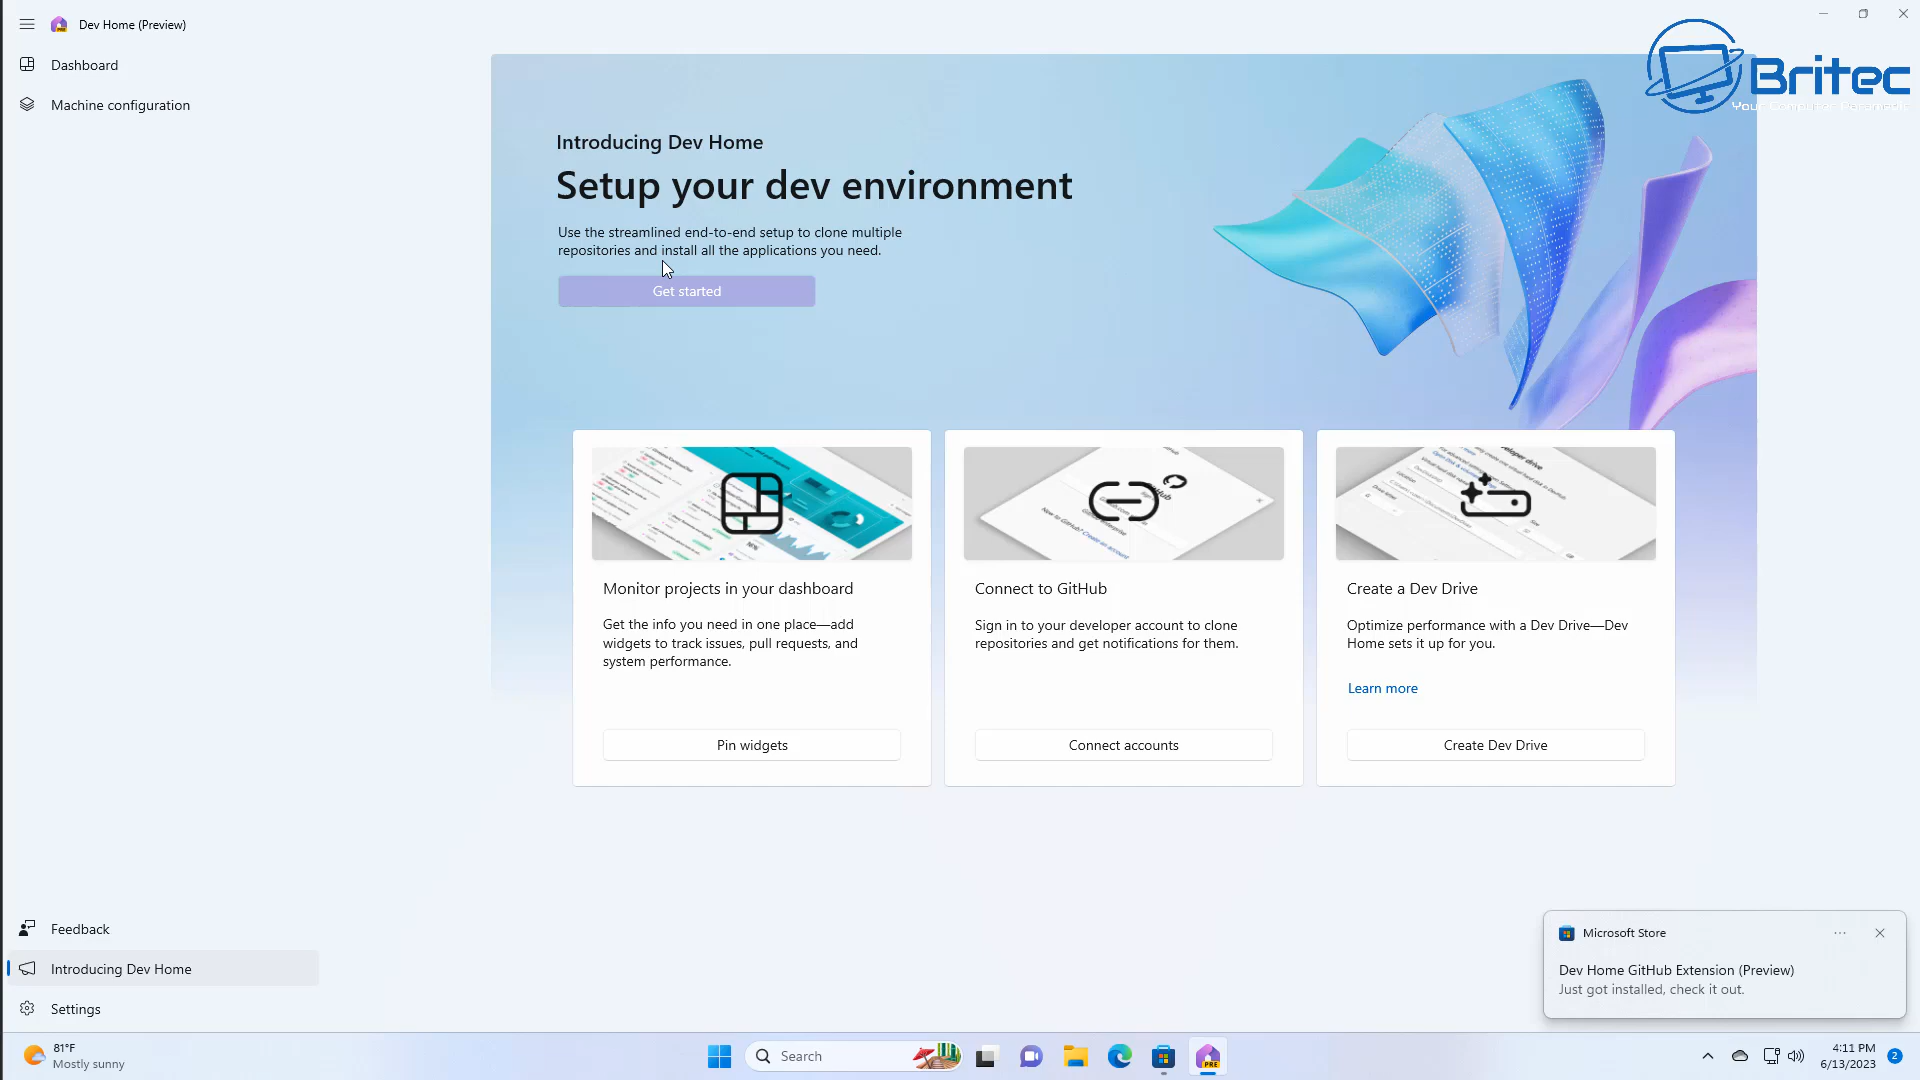 Dev Home (Preview)
Dashboard
Machine configuration
Britec
Introducing Dev Home
Setup your dev environment
Use the streamlined end-to-end setup to clone multiple
repositories and install all the applications you need.
Get started
Monitor projects in your dashboard
Get the info you need in one place—add
widgets to track issues, pull requests, and
system performance.
Pin widgets
Connect to GitHub
Sign in to your developer account to clone
repositories and get notifications for them.
Connect accounts
Create a Dev Drive
Optimize performance with a Dev Drive—Dev
Home sets it up for you.
Learn more
Create Dev Drive
Feedback
Introducing Dev Home
Settings
Microsoft Store
Dev Home GitHub Extension (Preview)
Just got installed, check it out.
81°F
Mostly sunny
Search
PRE
4:11 PM
6/13/2023
2